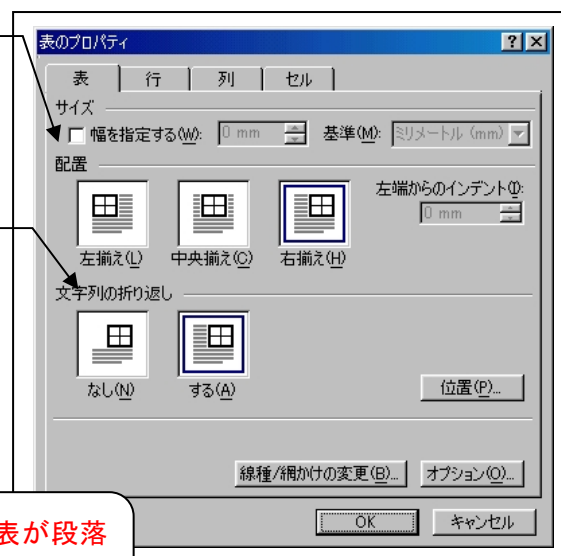 表のプロパティ
表 行 列 セル
サイズ
幅を指定する(W): 0 mm 基準(M): ミリメートル (mm)
配置
左端からのインデント(I):
0 mm
左揃え(L) 中央揃え(C) 右揃え(H)
文字列の折り返し
なし(N) する(A) 位置(P)...
線種/網かけの変更(B)... オプション(O)...
OK キャンセル
表が段落